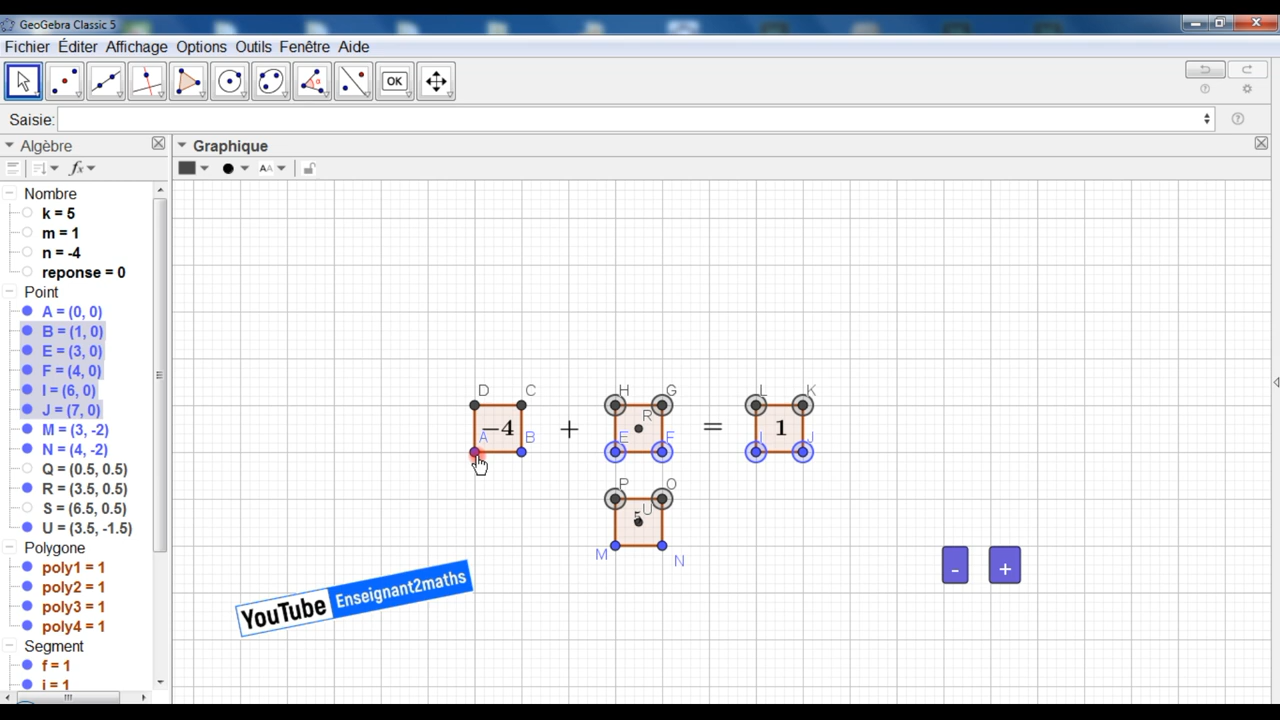 GeoGebra Classic 5
Fichier Éditer Affichage Options Outils Fenêtre Aide
OK
Saisie:
Algèbre
Graphique
fx
AA
Nombre
k = 5
m = 1
n = -4
reponse = 0
Point
A = (0, 0)
B = (1, 0)
E = (3, 0)
F = (4, 0)
I = (6, 0)
J = (7, 0)
M = (3, -2)
N = (4, -2)
Q = (0.5, 0.5)
R = (3.5, 0.5)
S = (6.5, 0.5)
U = (3.5, -1.5)
Polygone
poly1 = 1
poly2 = 1
poly3 = 1
poly4 = 1
Segment
f = 1
i = 1
D C H G L K
−4 + R = 1
A B E F I J
P O
5 U
M N
- +
YouTube Enseignant2maths